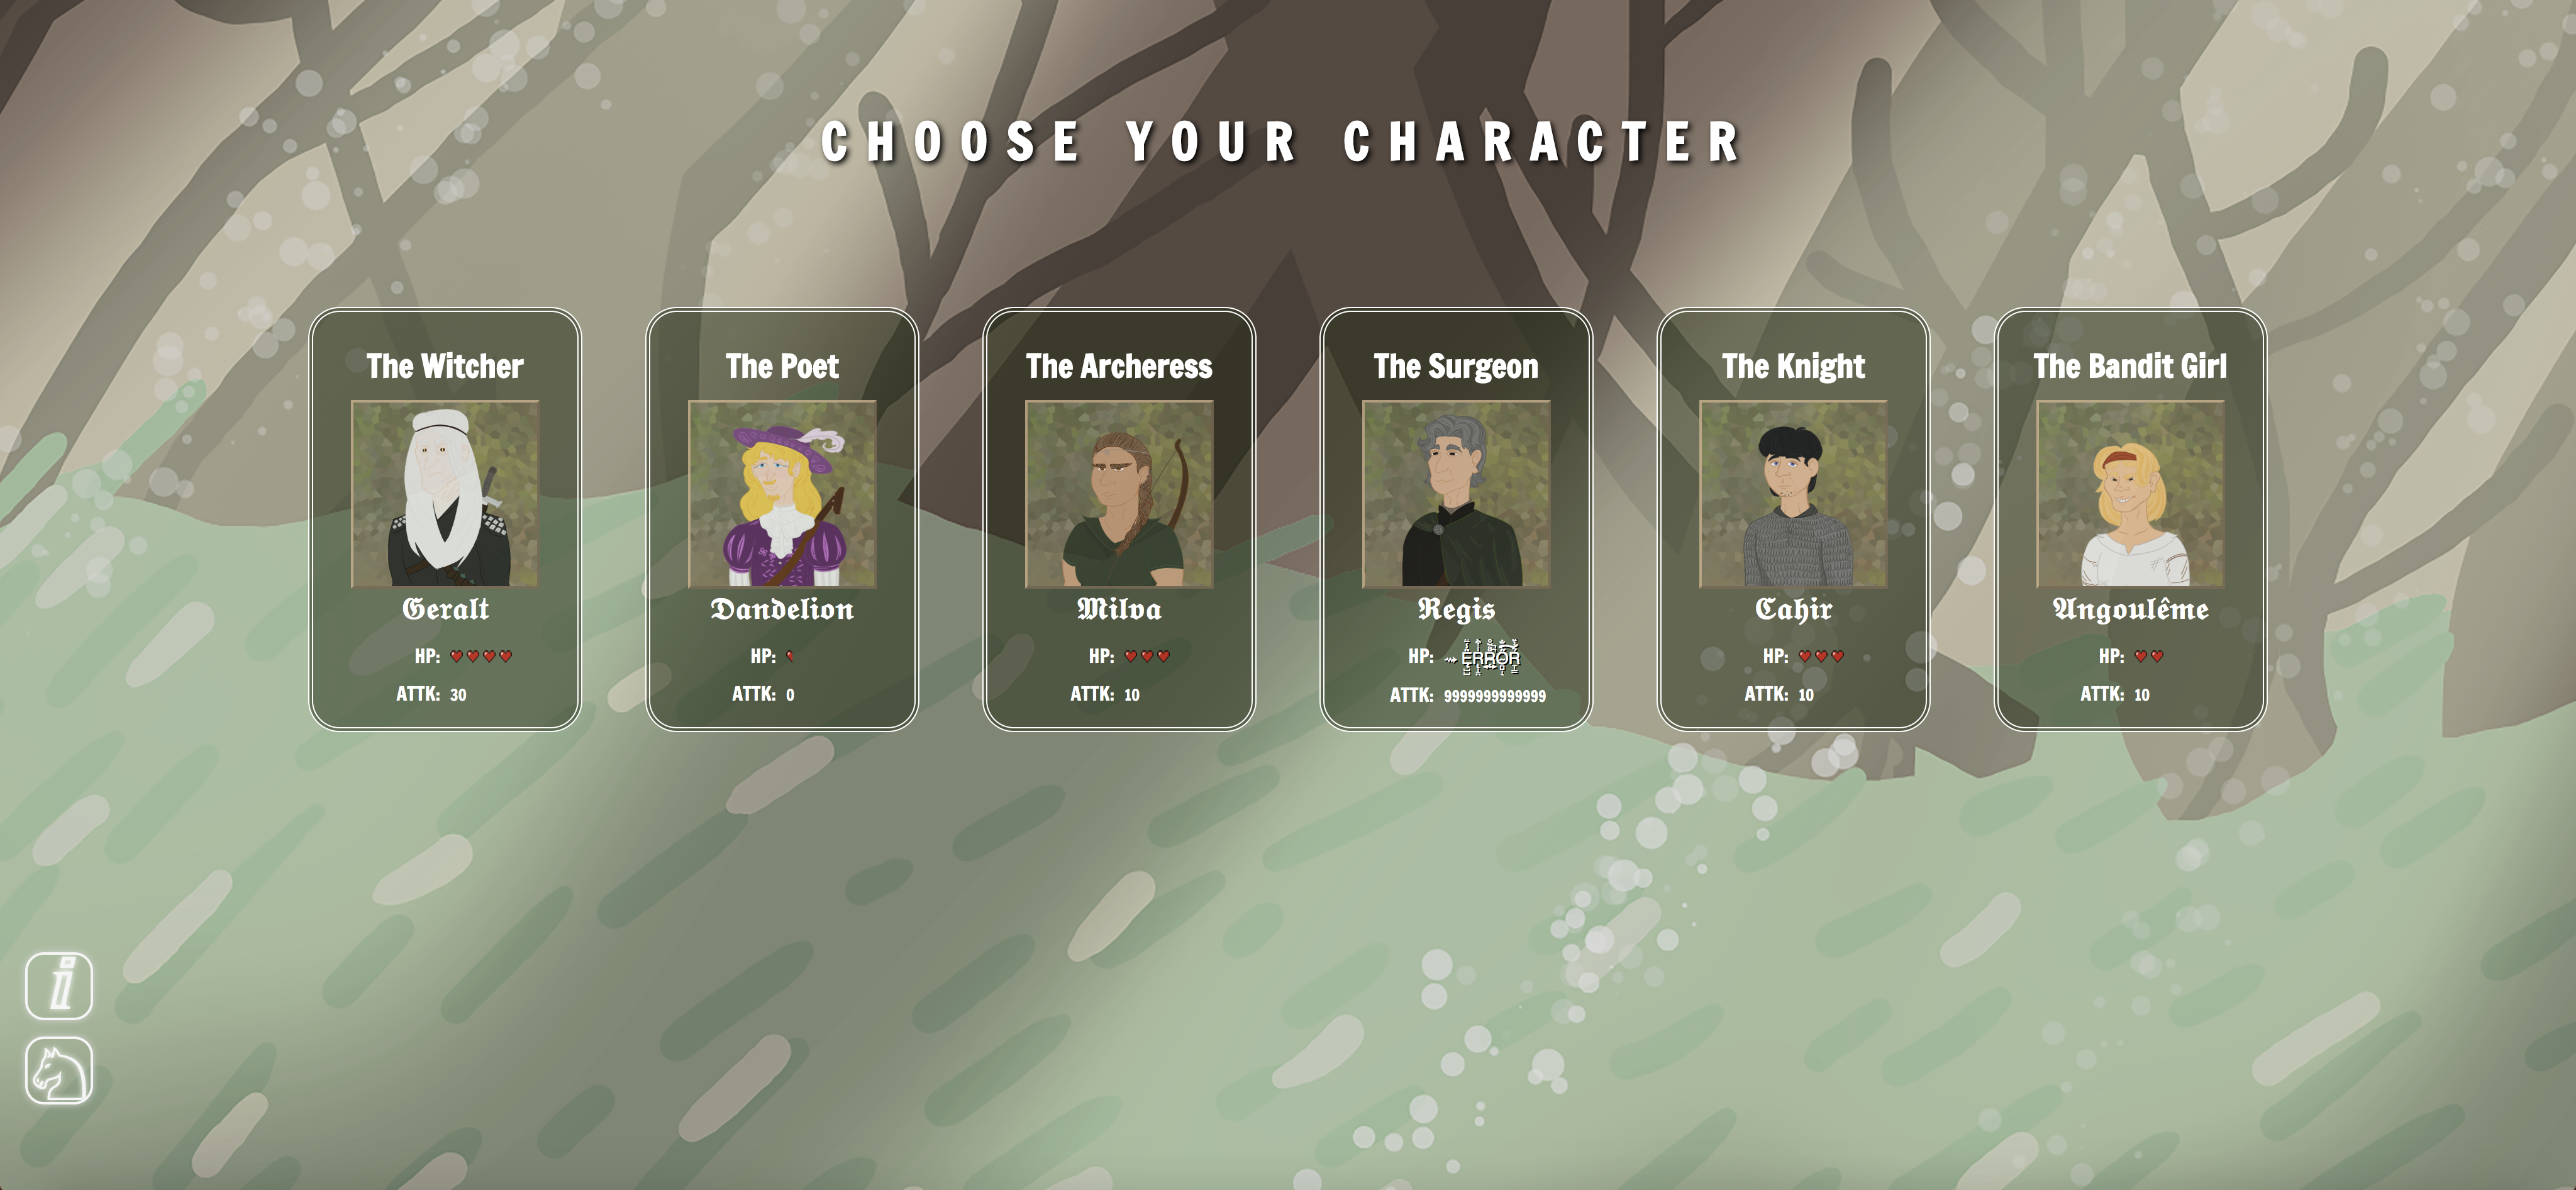 CHOOSE YOUR CHARACTER
The Witcher
Geralt
HP:
ATTK: 30
The Poet
Dandelion
HP:
ATTK: 0
The Archeress
Milva
HP:
ATTK: 10
The Surgeon
Regis
HP: ERROR
ATTK: 9999999999999
The Knight
Cahir
HP:
ATTK: 10
The Bandit Girl
Angoulême
HP:
ATTK: 10
i